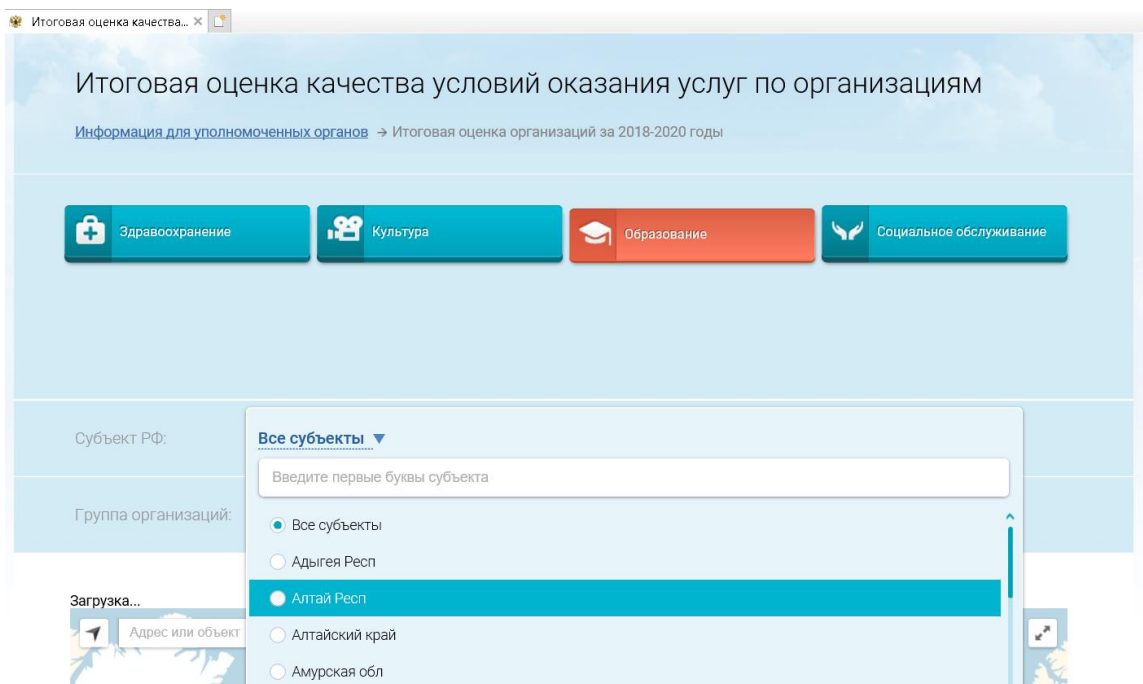 Итоговая оценка качества...
Итоговая оценка качества условий оказания услуг по организациям
Информация для уполномоченных органов → Итоговая оценка организаций за 2018-2020 годы
Здравоохранение
Культура
Образование
Социальное обслуживание
Субъект РФ:
Все субъекты
Введите первые буквы субъекта
Группа организаций:
Все субъекты
Адыгея Респ
Алтай Респ
Загрузка...
Адрес или объект
Алтайский край
Амурская обл